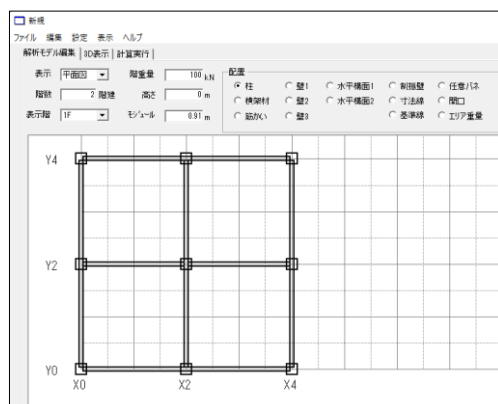 新規
ファイル 編集 設定 表示 ヘルプ
解析モデル編集 3D表示 計算実行
表示 平面図 階重量 100 kN
階数 2 階建 高さ 0 m
表示階 1F モジュール 0.91 m
配置
柱 壁1 水平構面1 制振壁 任意バネ
横架材 壁2 水平構面2 寸法線 開口
筋かい 壁3 基準線 エリア重量
Y4
Y2
Y0
X0 X2 X4